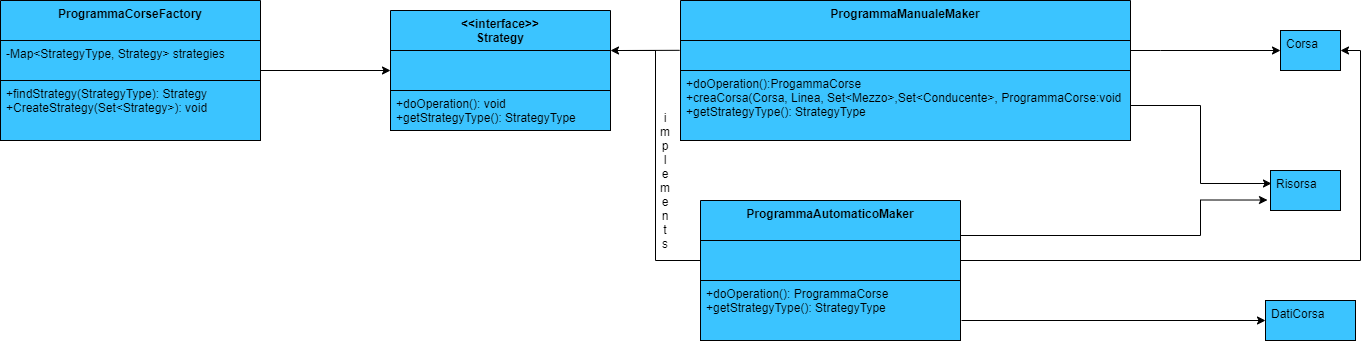 ProgrammaCorseFactory
-Map<StrategyType, Strategy> strategies
+findStrategy(StrategyType): Strategy
+CreateStrategy(Set<Strategy>): void
<<interface>>
Strategy
+doOperation(): void
+getStrategyType(): StrategyType
implements
ProgrammaManualeMaker
+doOperation():ProgammaCorse
+creaCorsa(Corsa, Linea, Set<Mezzo>,Set<Conducente>, ProgrammaCorse:void
+getStrategyType(): StrategyType
Corsa
Risorsa
ProgrammaAutomaticoMaker
+doOperation(): ProgrammaCorse
+getStrategyType(): StrategyType
DatiCorsa